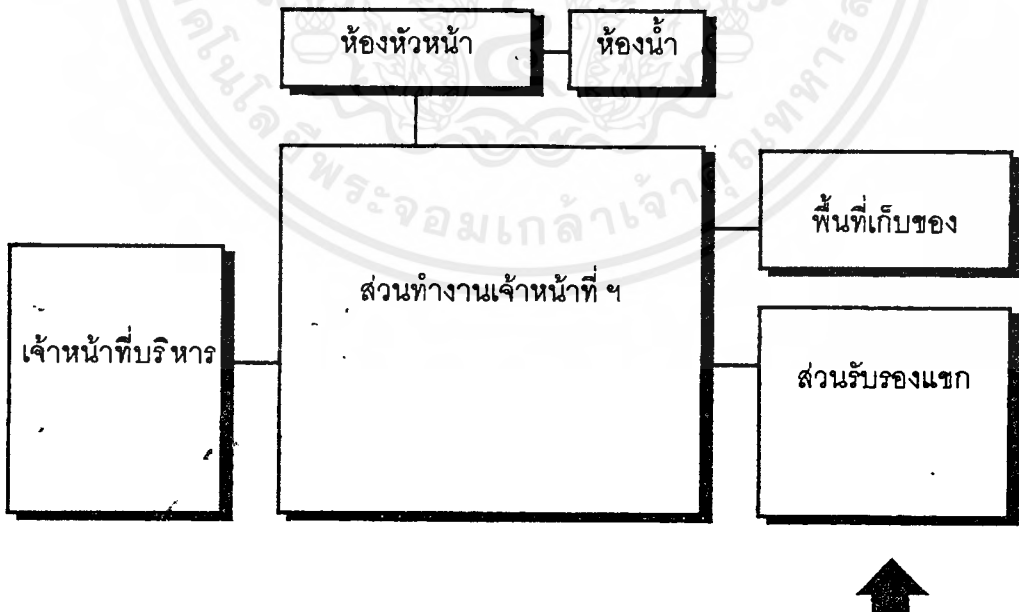 ห้องหัวหน้า
ห้องน้ำ
พื้นที่เก็บของ
ส่วนทำงานเจ้าหน้าที่ ฯ
เจ้าหน้าที่บริหาร
ส่วนรับรองแขก